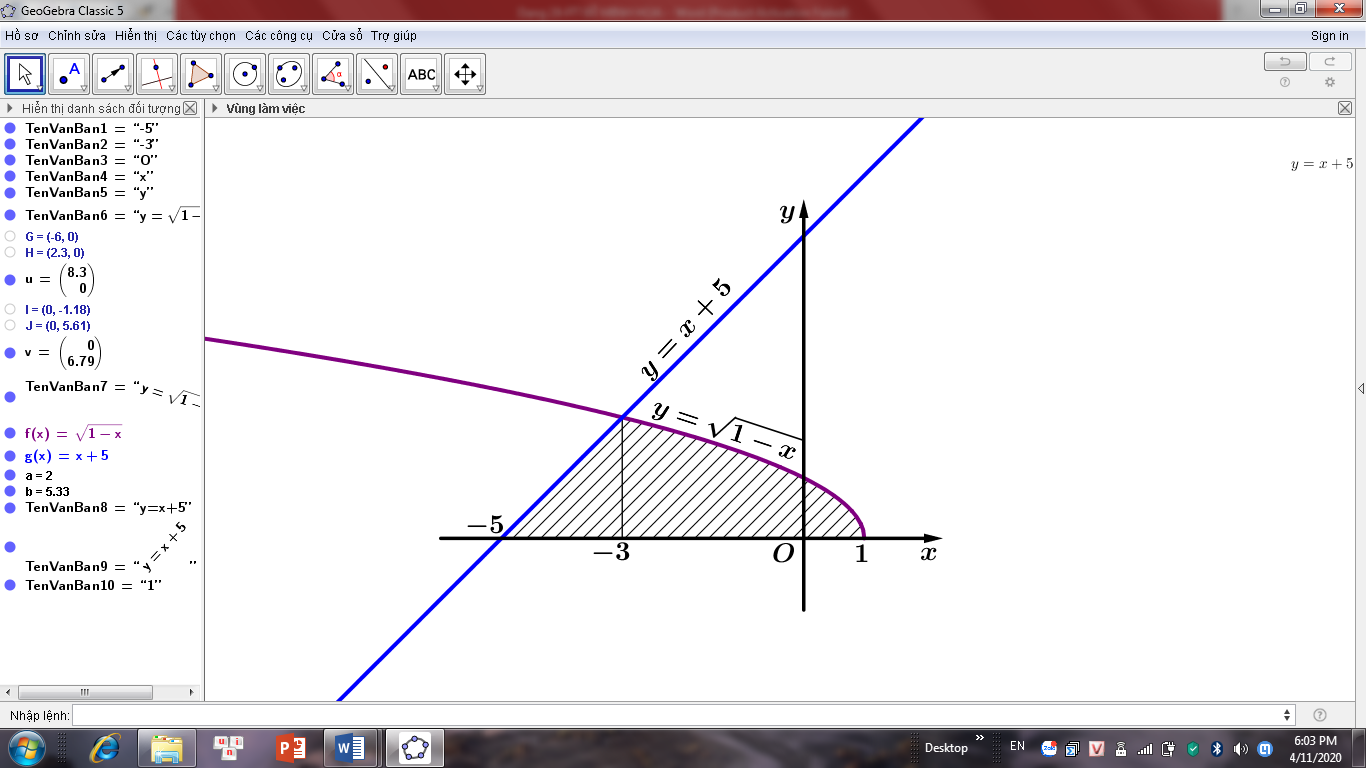 GeoGebra Classic 5
Hồ sơ Chỉnh sửa Hiển thị Các tùy chọn Các công cụ Cửa sổ Trợ giúp Sign in
A α ABC
Hiển thị danh sách đối tượng
Vùng làm việc
TenVanBan1 = “-5”
TenVanBan2 = “-3”
TenVanBan3 = “O”
TenVanBan4 = “x”
TenVanBan5 = “y”
TenVanBan6 = “y = √1−
G = (-6, 0)
H = (2.3, 0)
u = (8.3 0)
I = (0, -1.18)
J = (0, 5.61)
v = (0 6.79)
TenVanBan7 = “y = √1−
f(x) = √1 − x
g(x) = x + 5
a = 2
b = 5.33
TenVanBan8 = “y=x+5”
TenVanBan9 = “y = x + 5”
TenVanBan10 = “1”
y = x + 5
y
y = x + 5
y = √1 − x
−5
−3
O
1
x
Nhập lệnh:
Desktop
EN
6:03 PM
4/11/2020